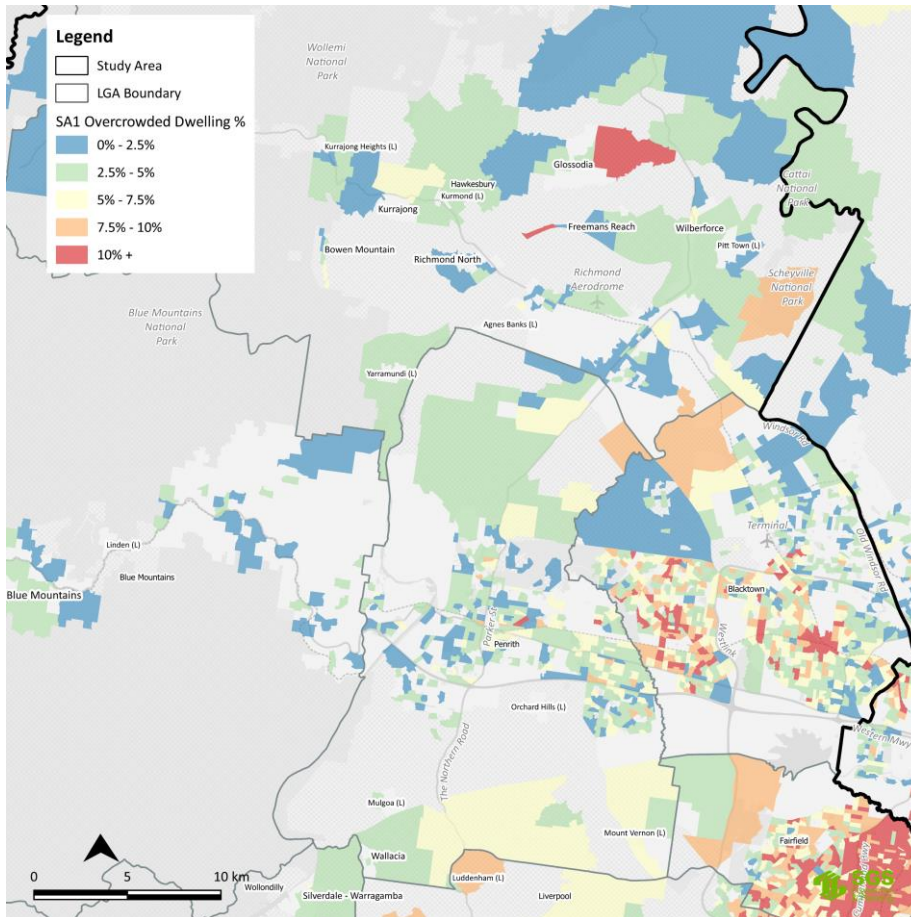 Legend
Study Area
LGA Boundary
SA1 Overcrowded Dwelling %
0% - 2.5%
2.5% - 5%
5% - 7.5%
7.5% - 10%
10% +
Wollemi
National
Park
Kurrajong Heights (L)
Glossodia
Hawkesbury
Kurmond (L)
Cattai
National
Park
Kurrajong
Freemans Reach
Wilberforce
Bowen Mountain
Pitt Town (L)
Richmond North
Richmond
Aerodrome
Scheyville
National
Park
Blue Mountains
National
Park
Agnes Banks (L)
Yarramundi (L)
Windsor Rd
Terminal
Old Windsor Rd
Linden (L)
Blue Mountains
Blue Mountains
Blacktown
Parker St
Penrith
Westlink
Orchard Hills (L)
Western Mwy
The Northern Road
Mulgoa (L)
Mount Vernon (L)
Fairfield
Wallacia
Luddenham (L)
Wollondilly
Silverdale - Warragamba
Liverpool
0
5
10 km